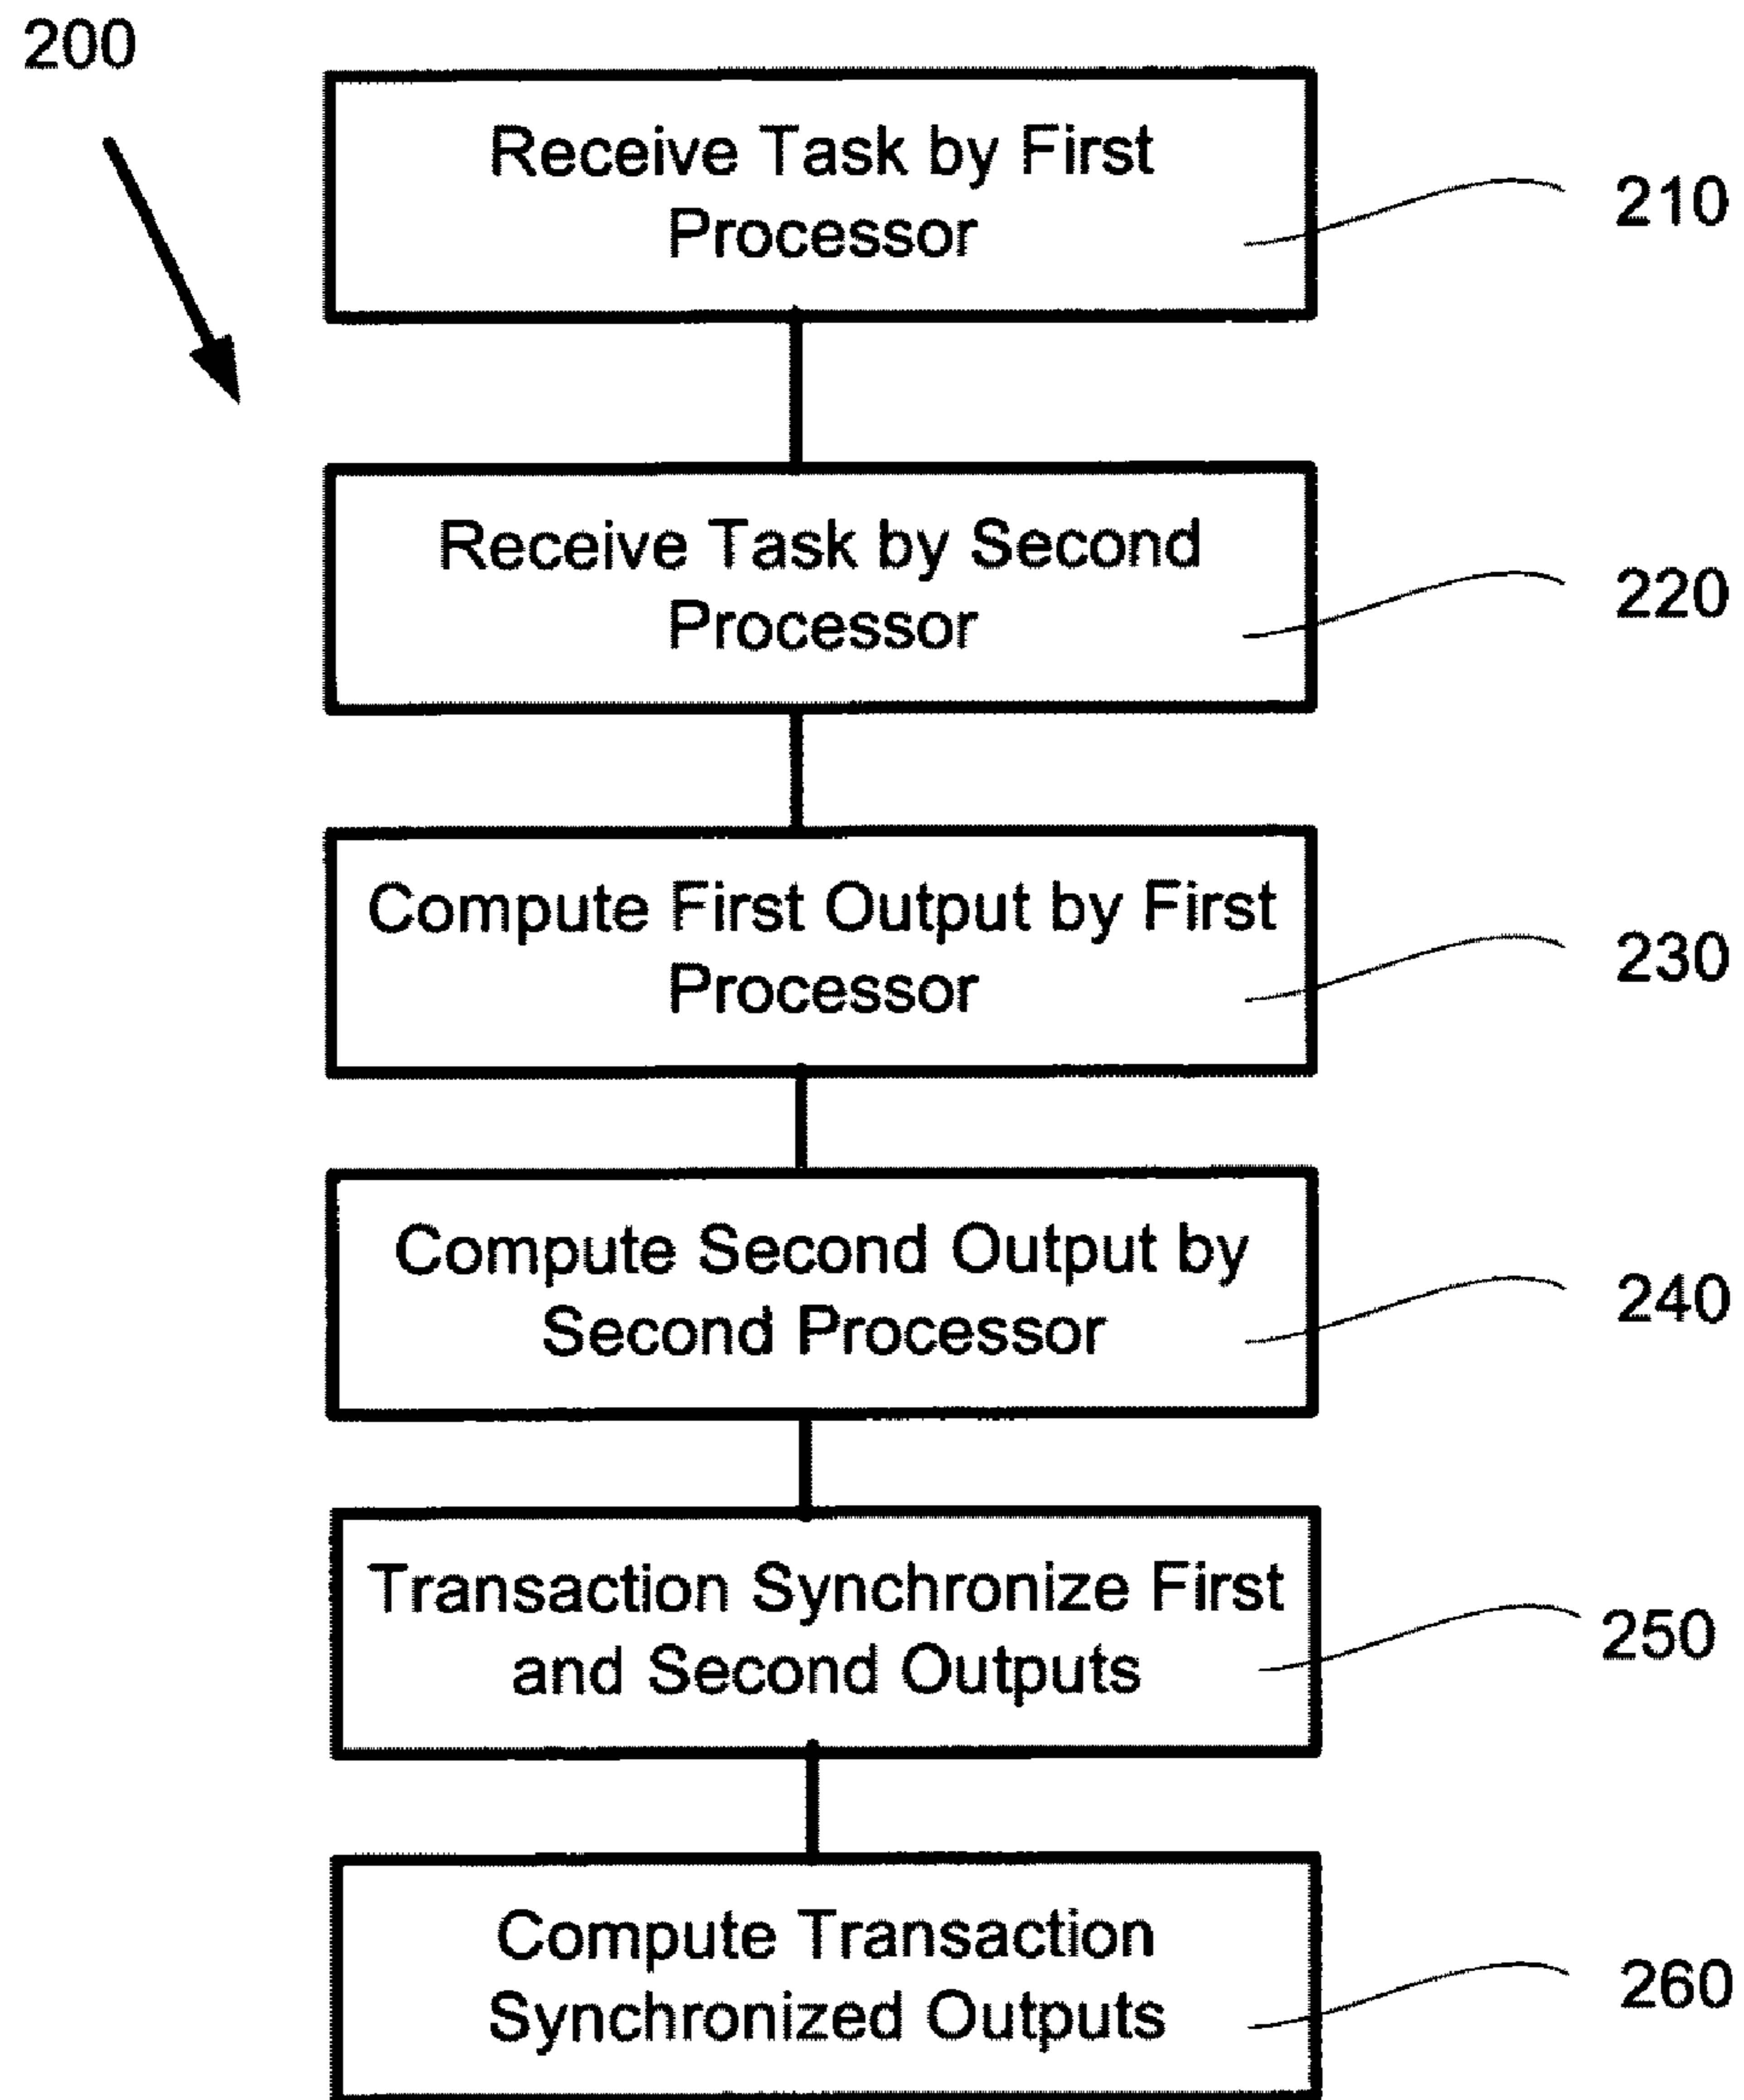 200
Receive Task by First
Processor
210
Receive Task by Second
Processor
220
Compute First Output by First
Processor
230
Compute Second Output by
Second Processor
240
Transaction Synchronize First
and Second Outputs
250
Compute Transaction
Synchronized Outputs
260